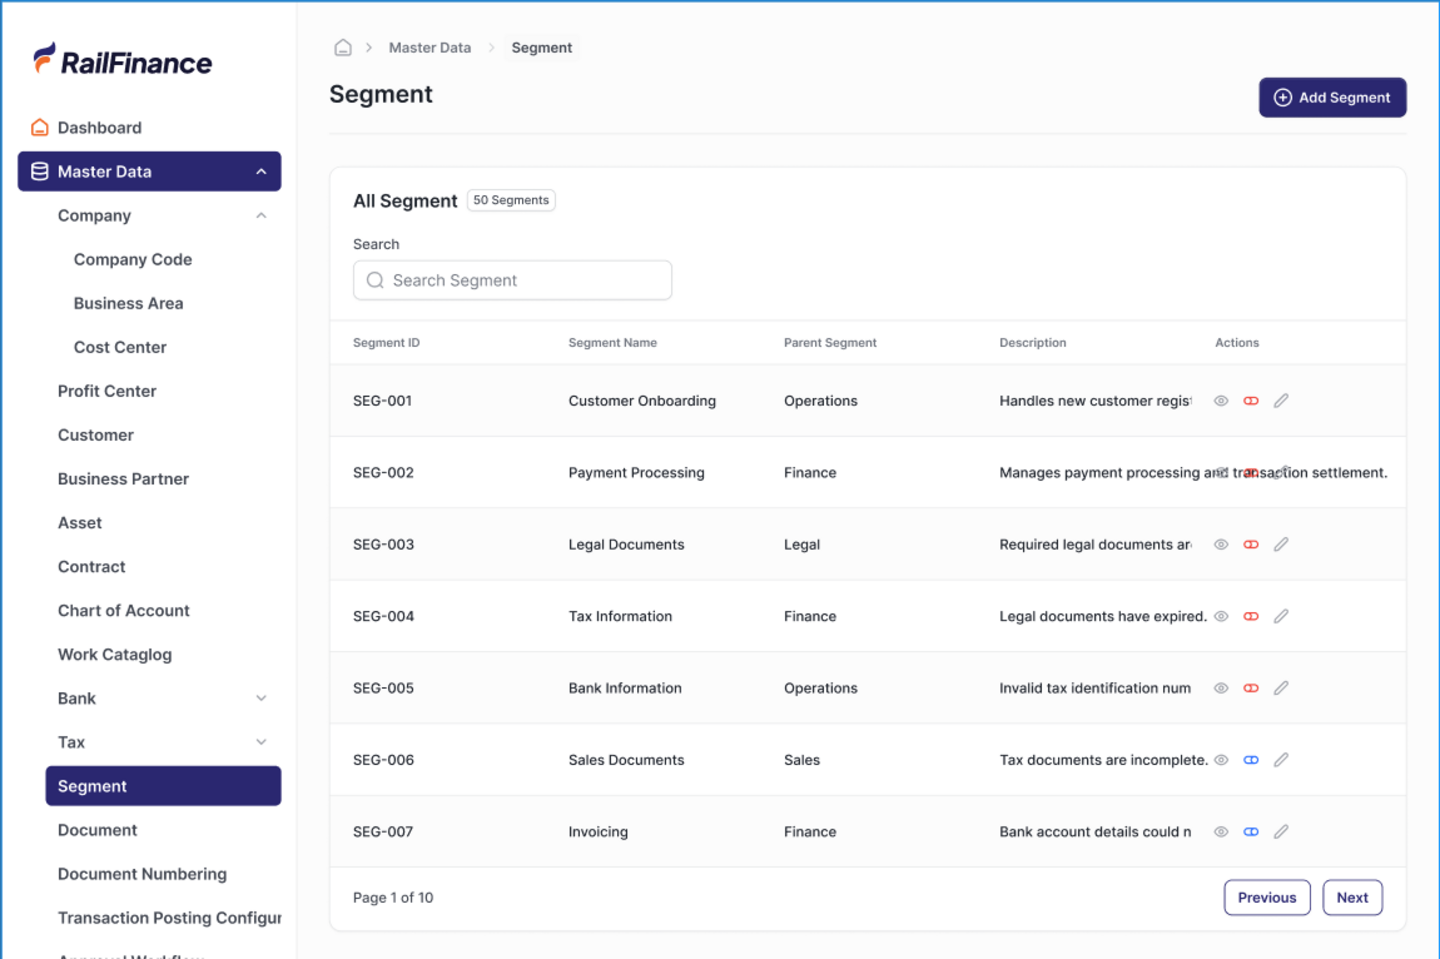 RailFinance
Dashboard
Master Data
Company
Company Code
Business Area
Cost Center
Profit Center
Customer
Business Partner
Asset
Contract
Chart of Account
Work Cataglog
Bank
Tax
Segment
Document
Document Numbering
Transaction Posting Configur
Approval Workflow
Master Data Segment
Segment
Add Segment
All Segment 50 Segments
Search
Search Segment
Segment ID Segment Name Parent Segment Description Actions
SEG-001 Customer Onboarding Operations Handles new customer regist
SEG-002 Payment Processing Finance Manages payment processing and transaction settlement.
SEG-003 Legal Documents Legal Required legal documents are
SEG-004 Tax Information Finance Legal documents have expired.
SEG-005 Bank Information Operations Invalid tax identification num
SEG-006 Sales Documents Sales Tax documents are incomplete.
SEG-007 Invoicing Finance Bank account details could n
Page 1 of 10
Previous Next